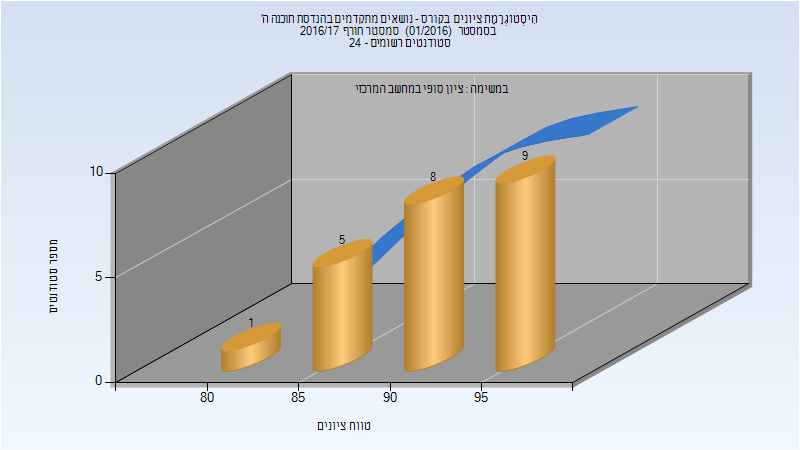 היסטוגרמת ציונים בקורס - נושאים מתקדמים בהנדסת תוכנה ה'
בסמסטר (01/2016) סמסטר חורף 2016/17
סטודנטים רשומים - 24
במשימה : ציון סופי במחשב המרכזי
10
5
0
מספר סטודנטים
1
5
8
9
80
85
90
95
טווח ציונים